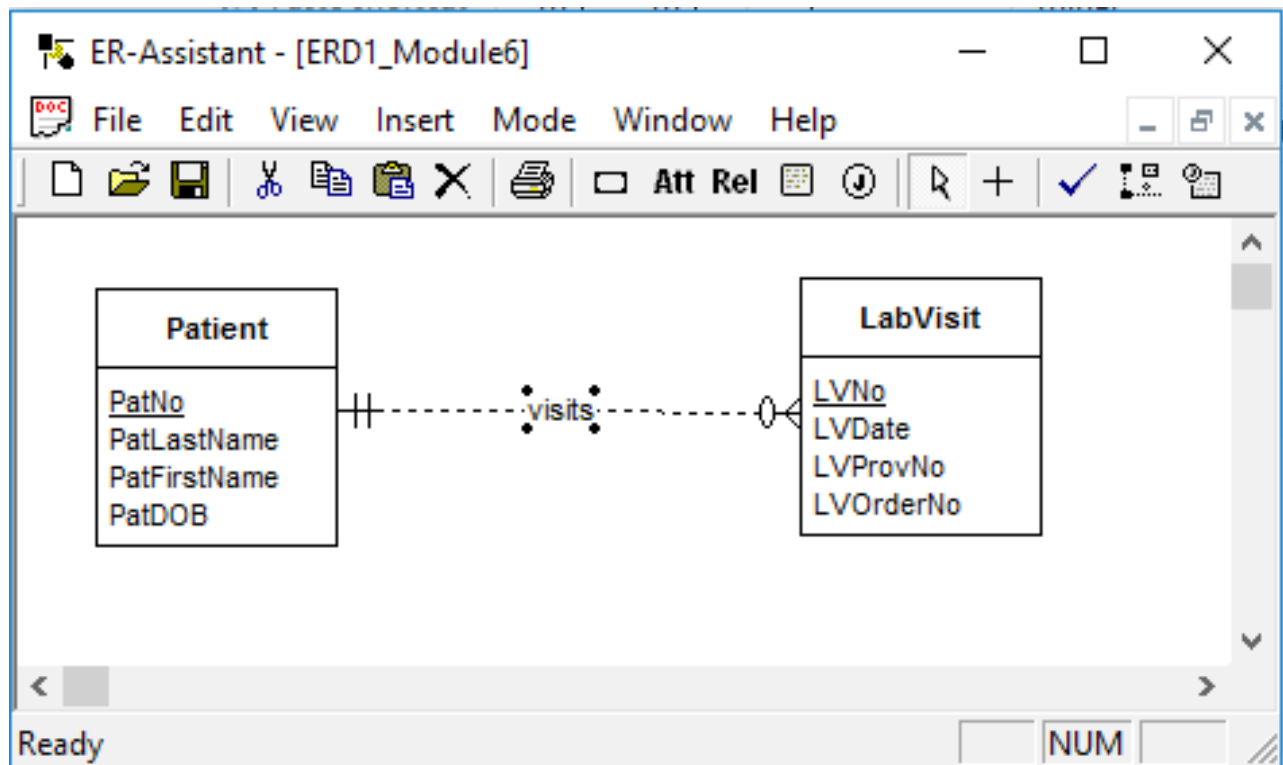 ER-Assistant - [ERD1_Module6]
DOC File Edit View Insert Mode Window Help
Att Rel J
Patient
PatNo
PatLastName
PatFirstName
PatDOB
visits
LabVisit
LVNo
LVDate
LVProvNo
LVOrderNo
Ready NUM